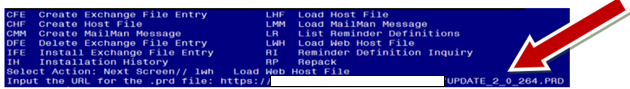 CFE Create Exchange File Entry LHF Load Host File
CHF Create Host File LMM Load MailMan Message
CMM Create MailMan Message LR List Reminder Definitions
DFE Delete Exchange File Entry LWH Load Web Host File
IFE Install Exchange File Entry RI Reminder Definition Inquiry
IH Installation History RP Repack
Select Action: Next Screen// lwh Load Web Host File
Input the URL for the .prd file: https:/ UPDATE_2_0_264.PRD